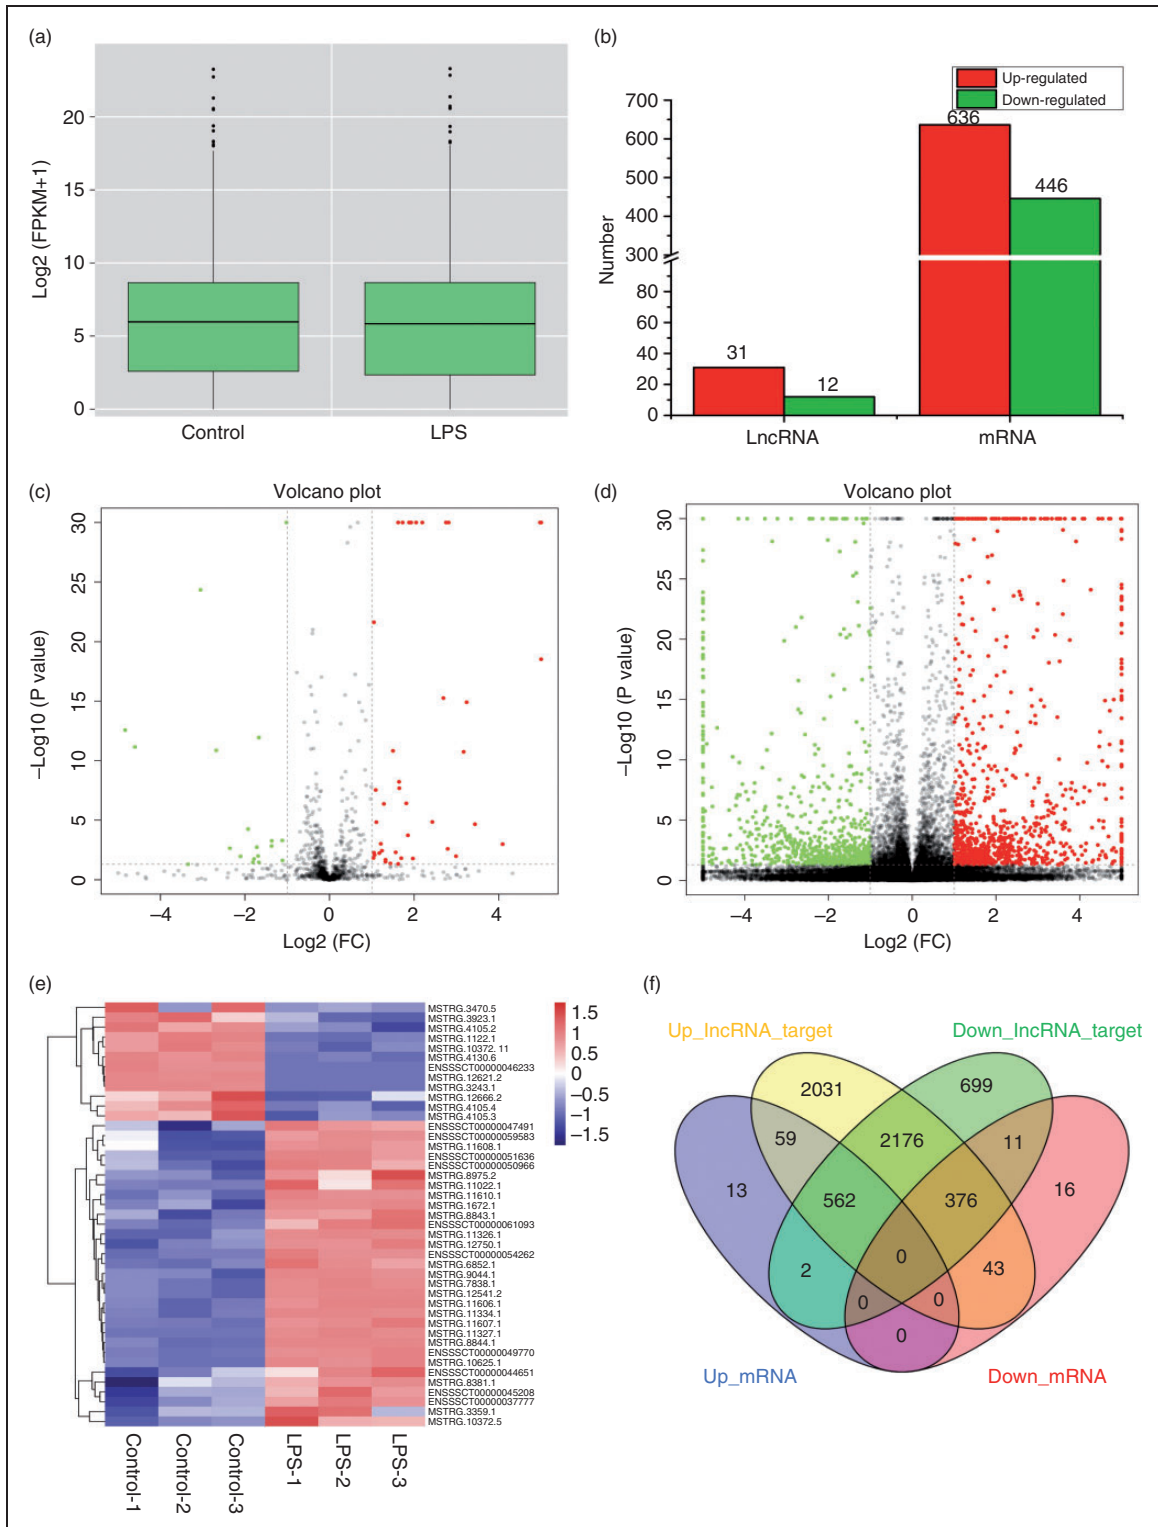 (a)
20
15
10
5
0
Log2 (FPKM+1)
Control
LPS
(b)
Up-regulated
Down-regulated
700
600
500
400
300
80
60
40
20
0
Number
636
446
31
12
LncRNA
mRNA
(c)
Volcano plot
30
25
20
15
10
5
0
–Log10 (P value)
–4
–2
0
2
4
Log2 (FC)
(d)
Volcano plot
30
25
20
15
10
5
0
–Log10 (P value)
–4
–2
0
2
4
Log2 (FC)
(e)
MSTRG.3470.5
MSTRG.3923.1
MSTRG.4105.2
MSTRG.1122.1
MSTRG.10372. 11
MSTRG.4130.6
ENSSSCT00000046233
MSTRG.12621.2
MSTRG.3243.1
MSTRG.12666.2
MSTRG.4105.4
MSTRG.4105.3
ENSSSCT00000047491
ENSSSCT00000059583
MSTRG.11608.1
ENSSSCT00000051636
ENSSSCT00000050966
MSTRG.8975.2
MSTRG.11022.1
MSTRG.11610.1
MSTRG.1672.1
MSTRG.8843.1
ENSSSCT00000061093
MSTRG.11326.1
MSTRG.12750.1
ENSSSCT00000054262
MSTRG.6852.1
MSTRG.9044.1
MSTRG.7838.1
MSTRG.12541.2
MSTRG.11606.1
MSTRG.11334.1
MSTRG.11607.1
MSTRG.11327.1
MSTRG.8844.1
ENSSSCT00000049770
MSTRG.10625.1
ENSSSCT00000044651
MSTRG.8381.1
ENSSSCT00000045208
ENSSSCT00000037777
MSTRG.3359.1
MSTRG.10372.5
1.5
1
0.5
0
–0.5
–1
–1.5
Control-1
Control-2
Control-3
LPS-1
LPS-2
LPS-3
(f)
Up_lncRNA_target
Down_lncRNA_target
2031
699
59
2176
11
13
562
376
16
0
2
43
0
0
0
Up_mRNA
Down_mRNA